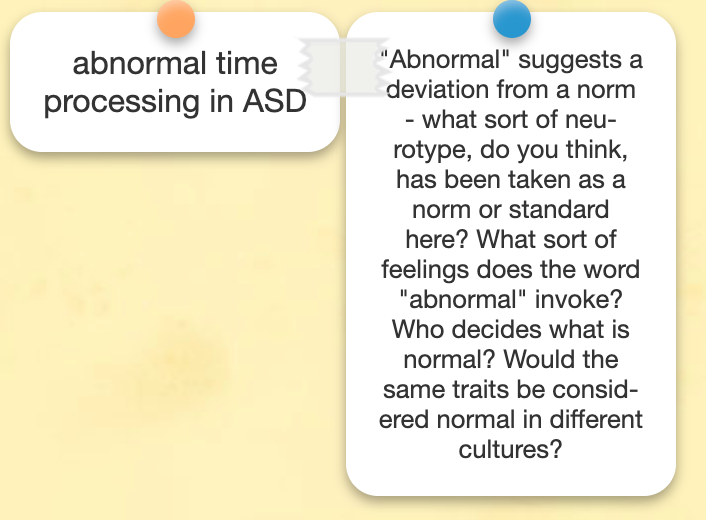 abnormal time
processing in ASD
"Abnormal" suggests a
deviation from a norm
- what sort of neu-
rotype, do you think,
has been taken as a
norm or standard
here? What sort of
feelings does the word
"abnormal" invoke?
Who decides what is
normal? Would the
same traits be consid-
ered normal in different
cultures?